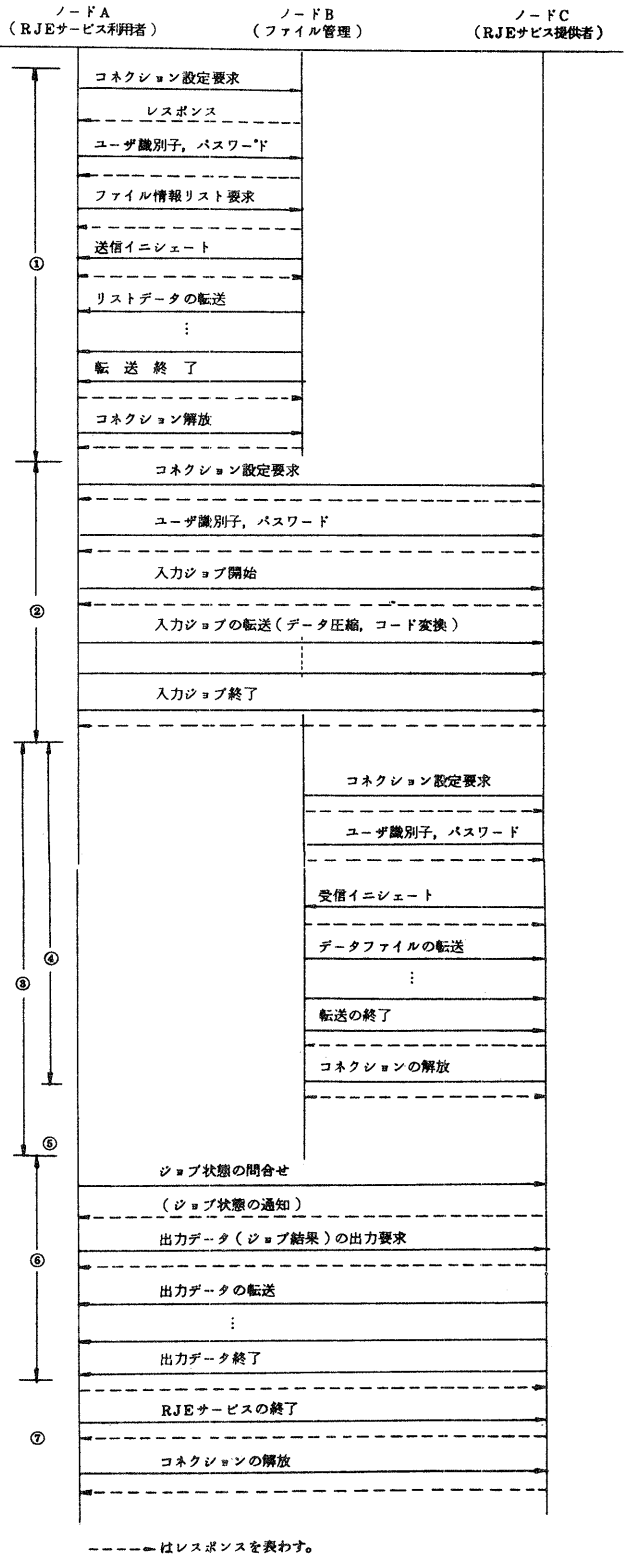 ノードA
(RJEサービス利用者)
ノードB
(ファイル管理)
ノードC
(RJEサービス提供者)
コネクション設定要求
レスポンス
ユーザ識別子, パスワード
ファイル情報リスト要求
送信イニシェート
①
リストデータの転送
⋮
転送終了
コネクション解放
コネクション設定要求
ユーザ識別子, パスワード
入力ジョブ開始
②
入力ジョブの転送(データ圧縮, コード変換)
入力ジョブ終了
コネクション設定要求
ユーザ識別子, パスワード
受信イニシェート
④
データファイルの転送
③
⋮
転送の終了
コネクションの解放
⑤
ジョブ状態の問合せ
(ジョブ状態の通知)
出力データ(ジョブ結果)の出力要求
⑥
出力データの転送
⋮
出力データ終了
RJEサービスの終了
⑦
コネクションの解放
はレスポンスを表わす。